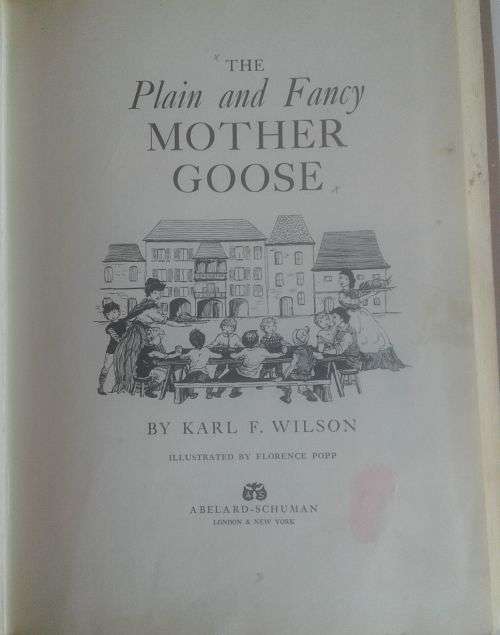 THE
Plain and Fancy
MOTHER
GOOSE
BY KARL F. WILSON
ILLUSTRATED BY FLORENCE POPP
ABELARD-SCHUMAN
LONDON & NEW YORK